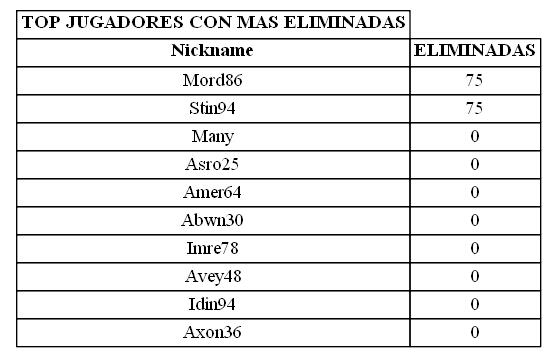 TOP JUGADORES CON MAS ELIMINADAS
Nickname ELIMINADAS
Mord86 75
Stin94 75
Many 0
Asro25 0
Amer64 0
Abwn30 0
Imre78 0
Avey48 0
Idin94 0
Axon36 0